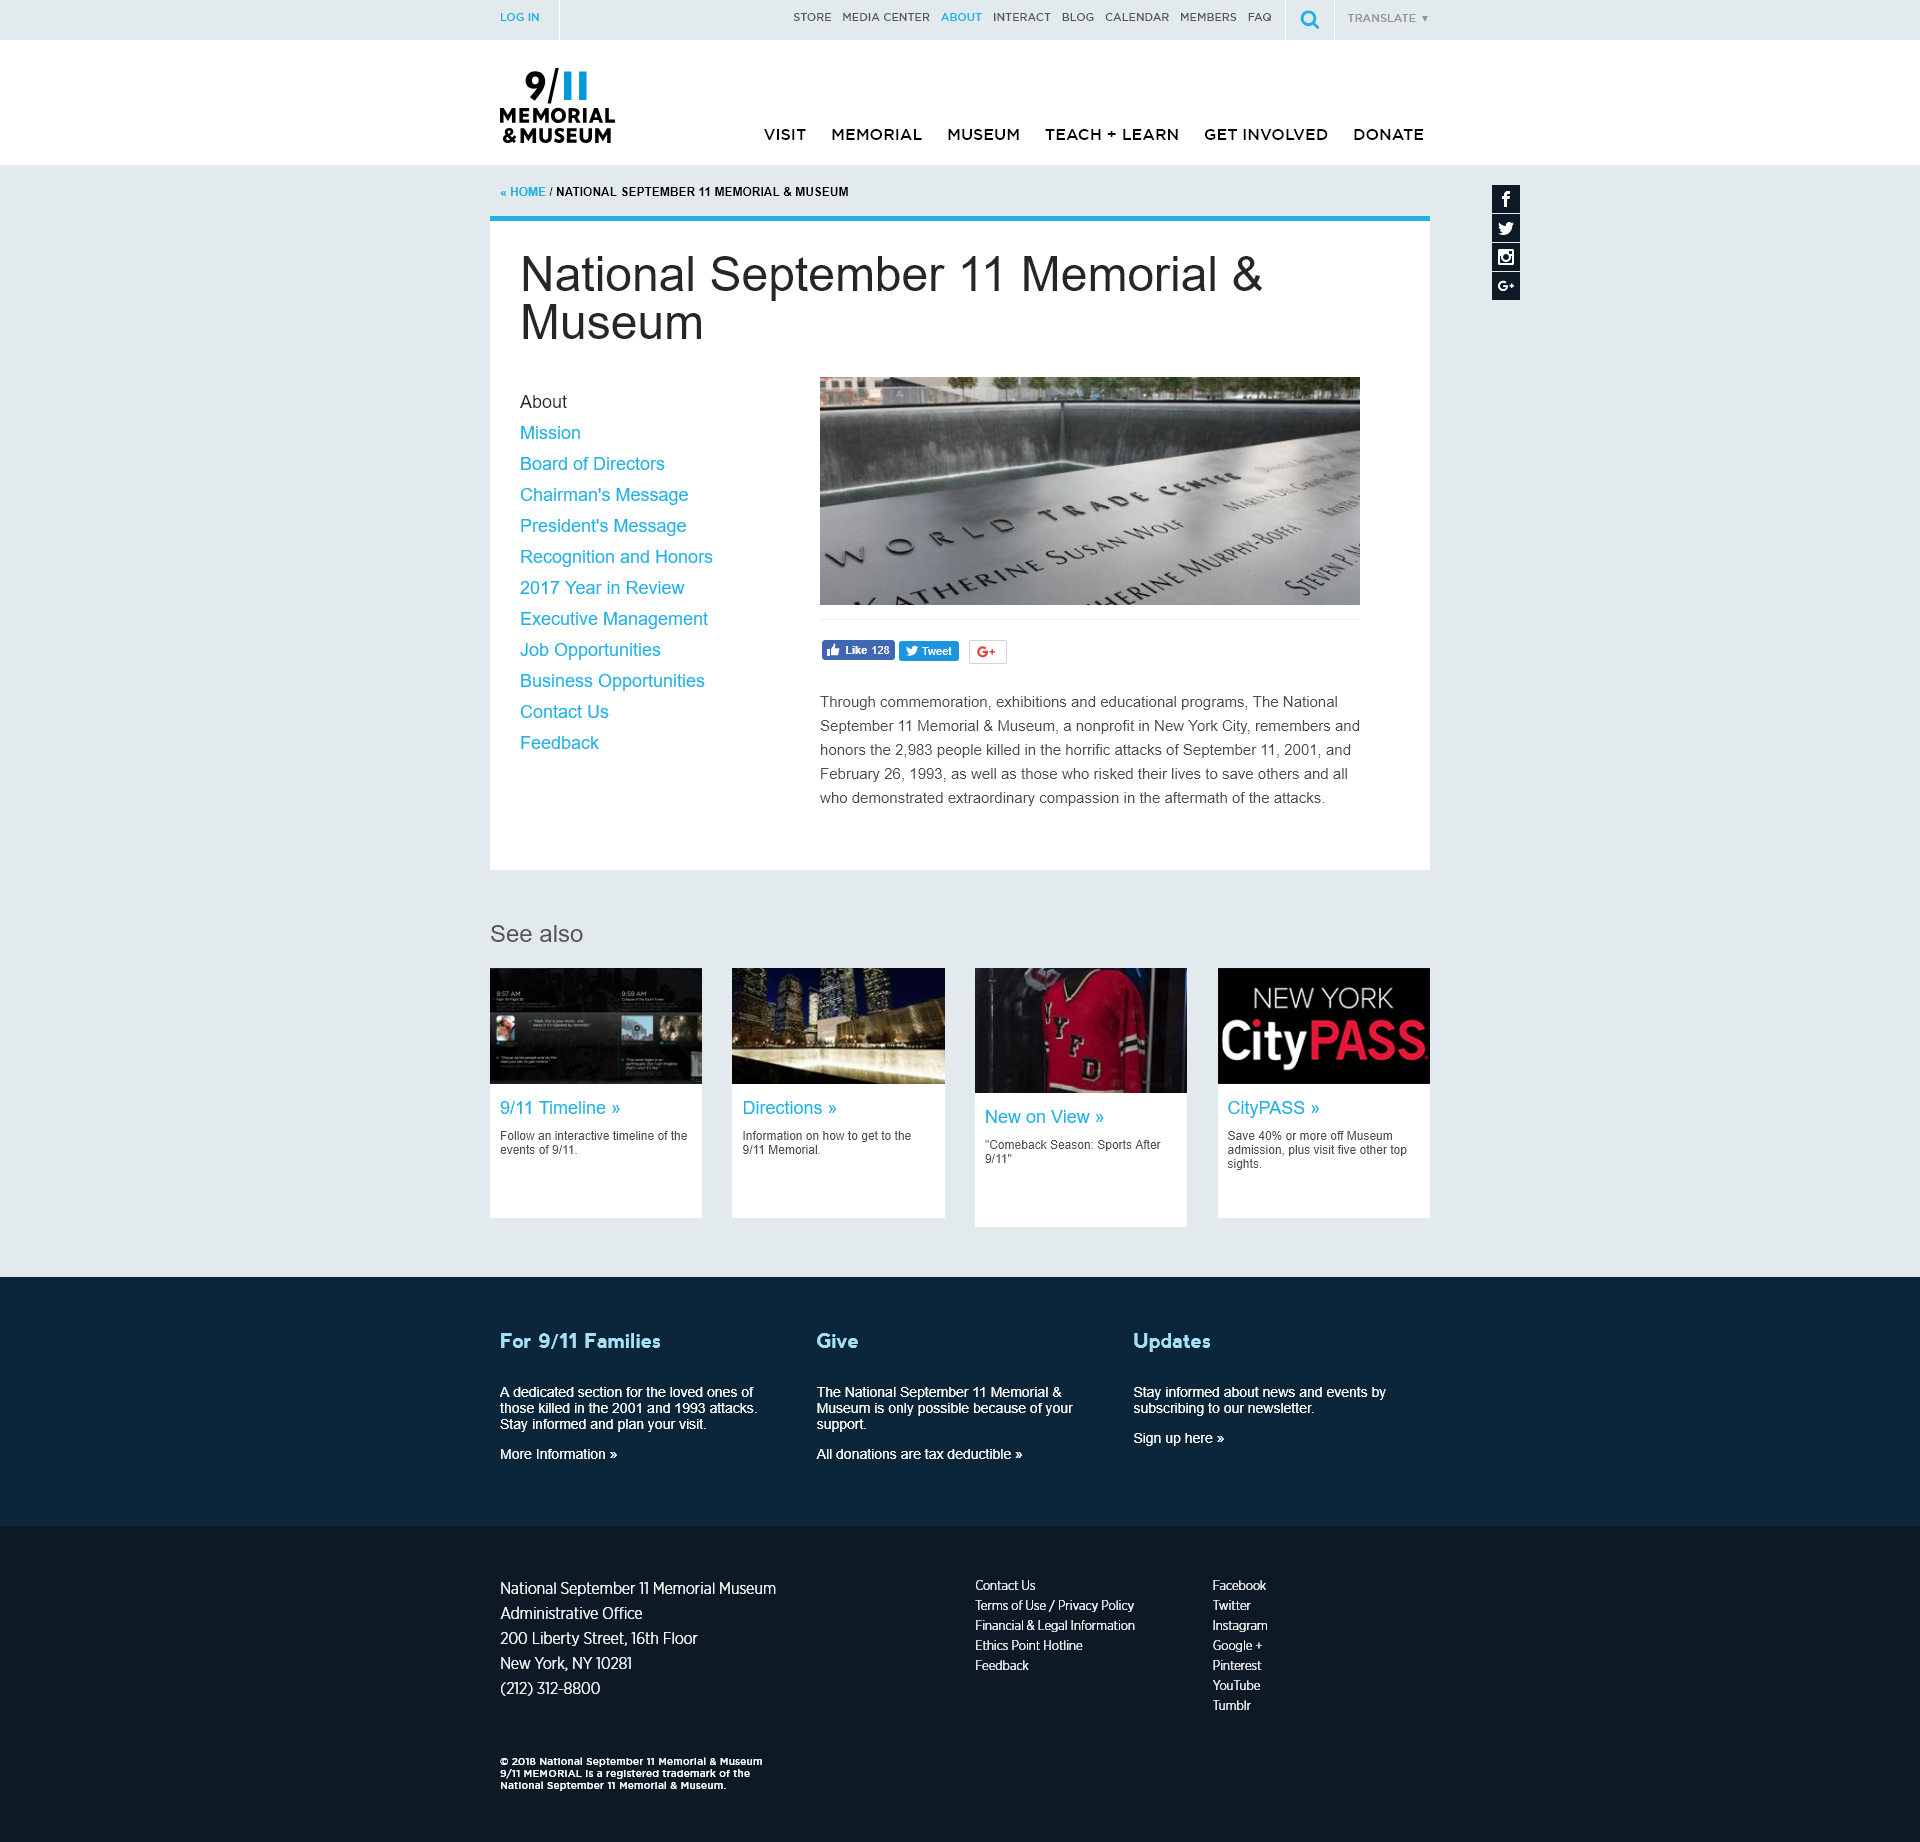 LOG IN
STORE MEDIA CENTER ABOUT INTERACT BLOG CALENDAR MEMBERS FAQ
TRANSLATE ▼
9/11
MEMORIAL
& MUSEUM
VISIT MEMORIAL MUSEUM TEACH + LEARN GET INVOLVED DONATE
« HOME / NATIONAL SEPTEMBER 11 MEMORIAL & MUSEUM
National September 11 Memorial &
Museum
About
Mission
Board of Directors
Chairman's Message
President's Message
Recognition and Honors
2017 Year in Review
Executive Management
Job Opportunities
Business Opportunities
Contact Us
Feedback
WORLD TRADE CENTER
KATHERINE SUSAN WOLF
HERINE MURPHY-BOFFA
STEVEN P.
Like 128
Tweet
G+
Through commemoration, exhibitions and educational programs, The National
September 11 Memorial & Museum, a nonprofit in New York City, remembers and
honors the 2,983 people killed in the horrific attacks of September 11, 2001, and
February 26, 1993, as well as those who risked their lives to save others and all
who demonstrated extraordinary compassion in the aftermath of the attacks.
See also
9:57 AM
9:59 AM
9/11 Timeline »
Follow an interactive timeline of the
events of 9/11.
Directions »
Information on how to get to the
9/11 Memorial.
NYFD
New on View »
"Comeback Season: Sports After
9/11"
NEW YORK
CityPASS
CityPASS »
Save 40% or more off Museum
admission, plus visit five other top
sights.
For 9/11 Families
A dedicated section for the loved ones of
those killed in the 2001 and 1993 attacks.
Stay informed and plan your visit.
More Information »
Give
The National September 11 Memorial &
Museum is only possible because of your
support.
All donations are tax deductible »
Updates
Stay informed about news and events by
subscribing to our newsletter.
Sign up here »
National September 11 Memorial Museum
Administrative Office
200 Liberty Street, 16th Floor
New York, NY 10281
(212) 312-8800
Contact Us
Terms of Use / Privacy Policy
Financial & Legal Information
Ethics Point Hotline
Feedback
Facebook
Twitter
Instagram
Google +
Pinterest
YouTube
Tumblr
© 2018 National September 11 Memorial & Museum
9/11 MEMORIAL is a registered trademark of the
National September 11 Memorial & Museum.